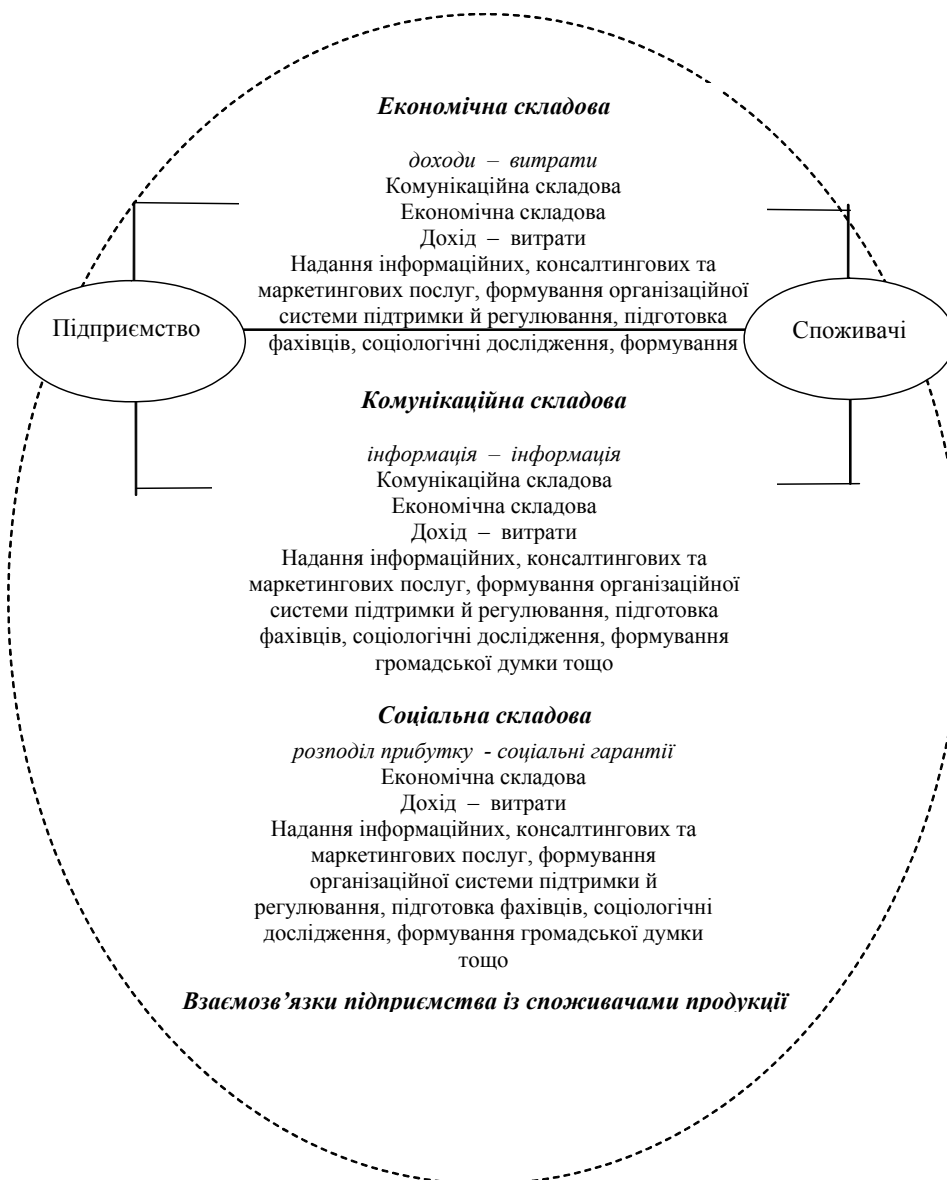 Економічна складова
доходи – витрати
Комунікаційна складова
Економічна складова
Дохід – витрати
Надання інформаційних, консалтингових та
маркетингових послуг, формування організаційної
системи підтримки й регулювання, підготовка
фахівців, соціологічні дослідження, формування
Підприємство
Споживачі
Комунікаційна складова
інформація – інформація
Комунікаційна складова
Економічна складова
Дохід – витрати
Надання інформаційних, консалтингових та
маркетингових послуг, формування організаційної
системи підтримки й регулювання, підготовка
фахівців, соціологічні дослідження, формування
громадської думки тощо
Соціальна складова
розподіл прибутку - соціальні гарантії
Економічна складова
Дохід – витрати
Надання інформаційних, консалтингових та
маркетингових послуг, формування
організаційної системи підтримки й
регулювання, підготовка фахівців, соціологічні
дослідження, формування громадської думки
тощо
Взаємозв’язки підприємства із споживачами продукції